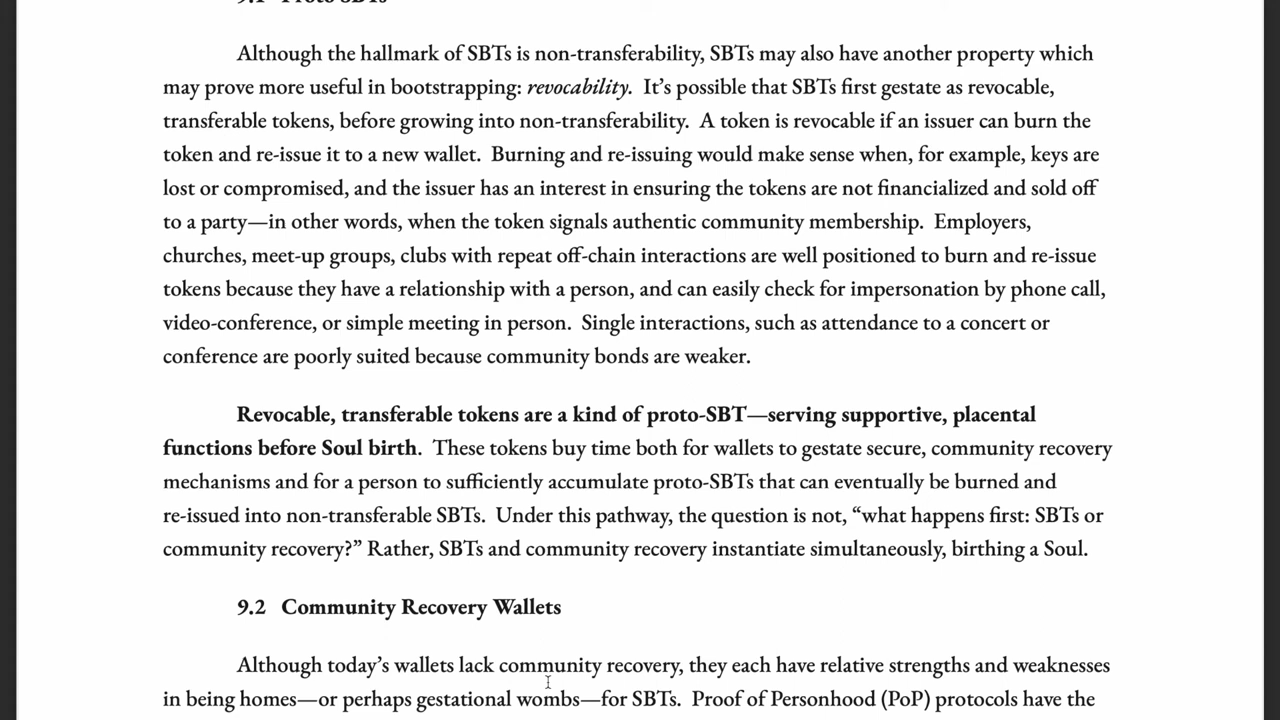 9.1 Proto SBTs
Although the hallmark of SBTs is non-transferability, SBTs may also have another property which
may prove more useful in bootstrapping: revocability. It’s possible that SBTs first gestate as revocable,
transferable tokens, before growing into non-transferability. A token is revocable if an issuer can burn the
token and re-issue it to a new wallet. Burning and re-issuing would make sense when, for example, keys are
lost or compromised, and the issuer has an interest in ensuring the tokens are not financialized and sold off
to a party—in other words, when the token signals authentic community membership. Employers,
churches, meet-up groups, clubs with repeat off-chain interactions are well positioned to burn and re-issue
tokens because they have a relationship with a person, and can easily check for impersonation by phone call,
video-conference, or simple meeting in person. Single interactions, such as attendance to a concert or
conference are poorly suited because community bonds are weaker.
Revocable, transferable tokens are a kind of proto-SBT—serving supportive, placental
functions before Soul birth. These tokens buy time both for wallets to gestate secure, community recovery
mechanisms and for a person to sufficiently accumulate proto-SBTs that can eventually be burned and
re-issued into non-transferable SBTs. Under this pathway, the question is not, “what happens first: SBTs or
community recovery?” Rather, SBTs and community recovery instantiate simultaneously, birthing a Soul.
9.2 Community Recovery Wallets
Although today’s wallets lack community recovery, they each have relative strengths and weaknesses
in being homes—or perhaps gestational wombs—for SBTs. Proof of Personhood (PoP) protocols have the